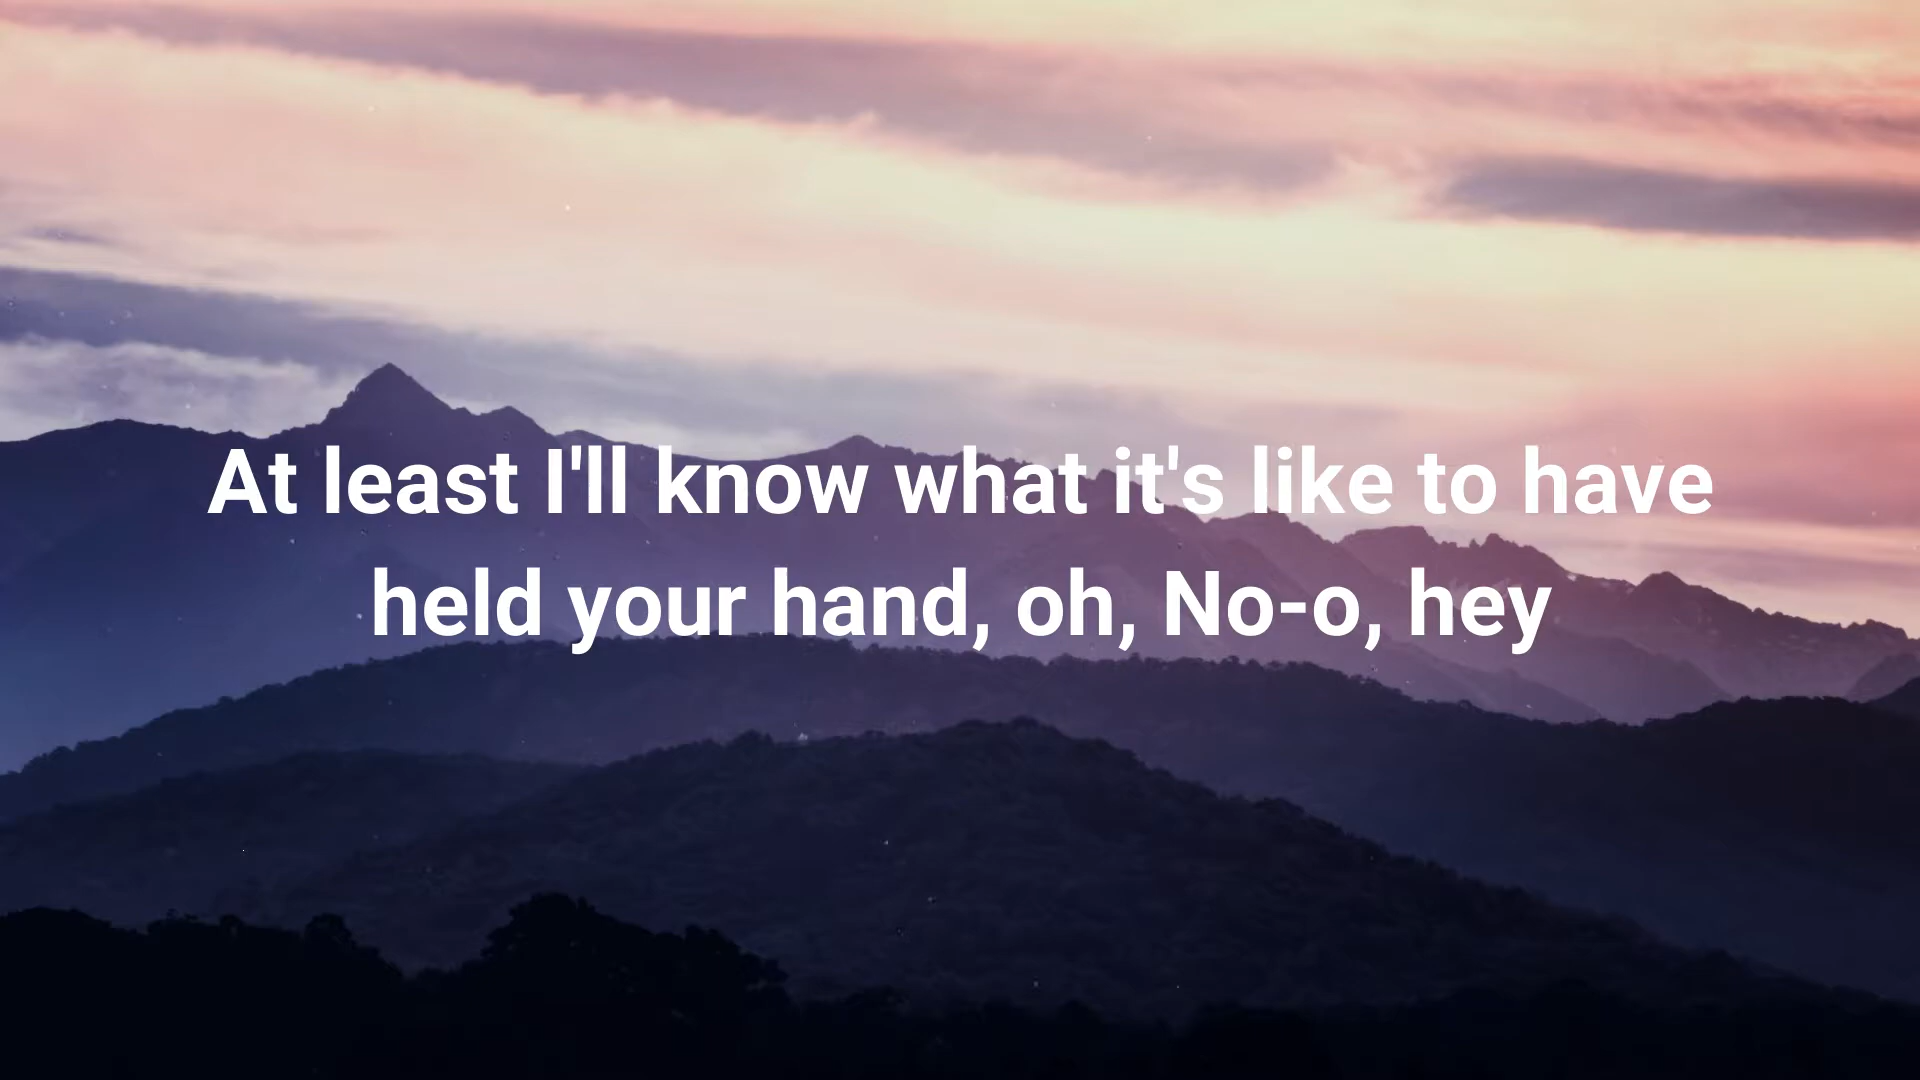 At least I'll know what it's like to have
held your hand, oh, No-o, hey